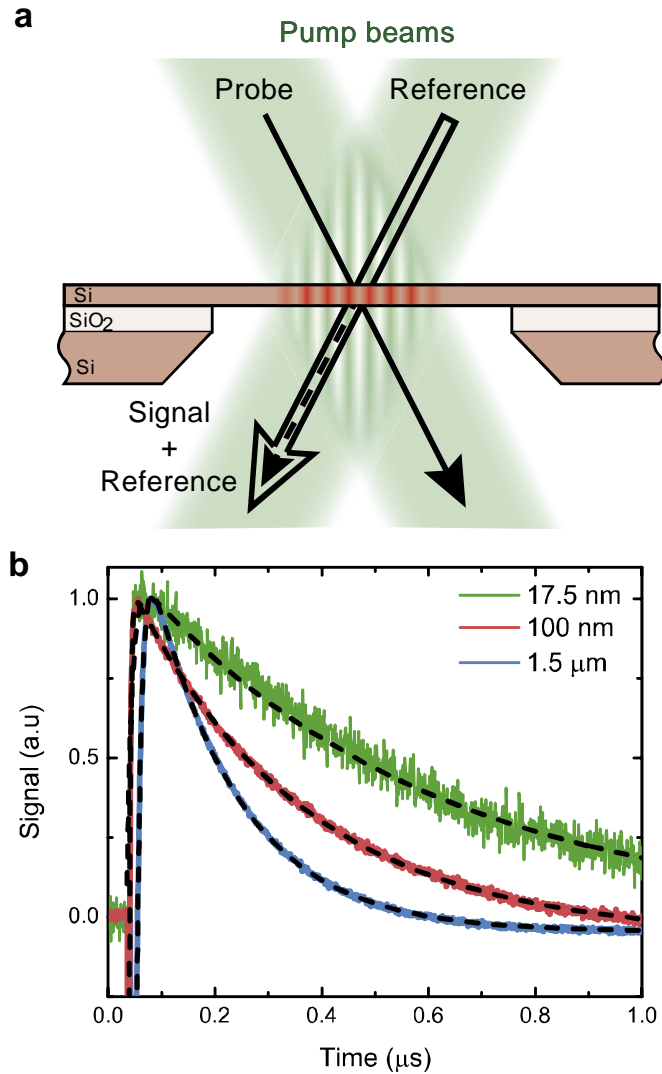 a
Pump beams
Probe
Reference
Si
SiO2
Si
Signal
+
Reference
b
17.5 nm
100 nm
1.5 μm
1.0
0.5
0.0
Signal (a.u)
0.0
0.2
0.4
0.6
0.8
1.0
Time (μs)